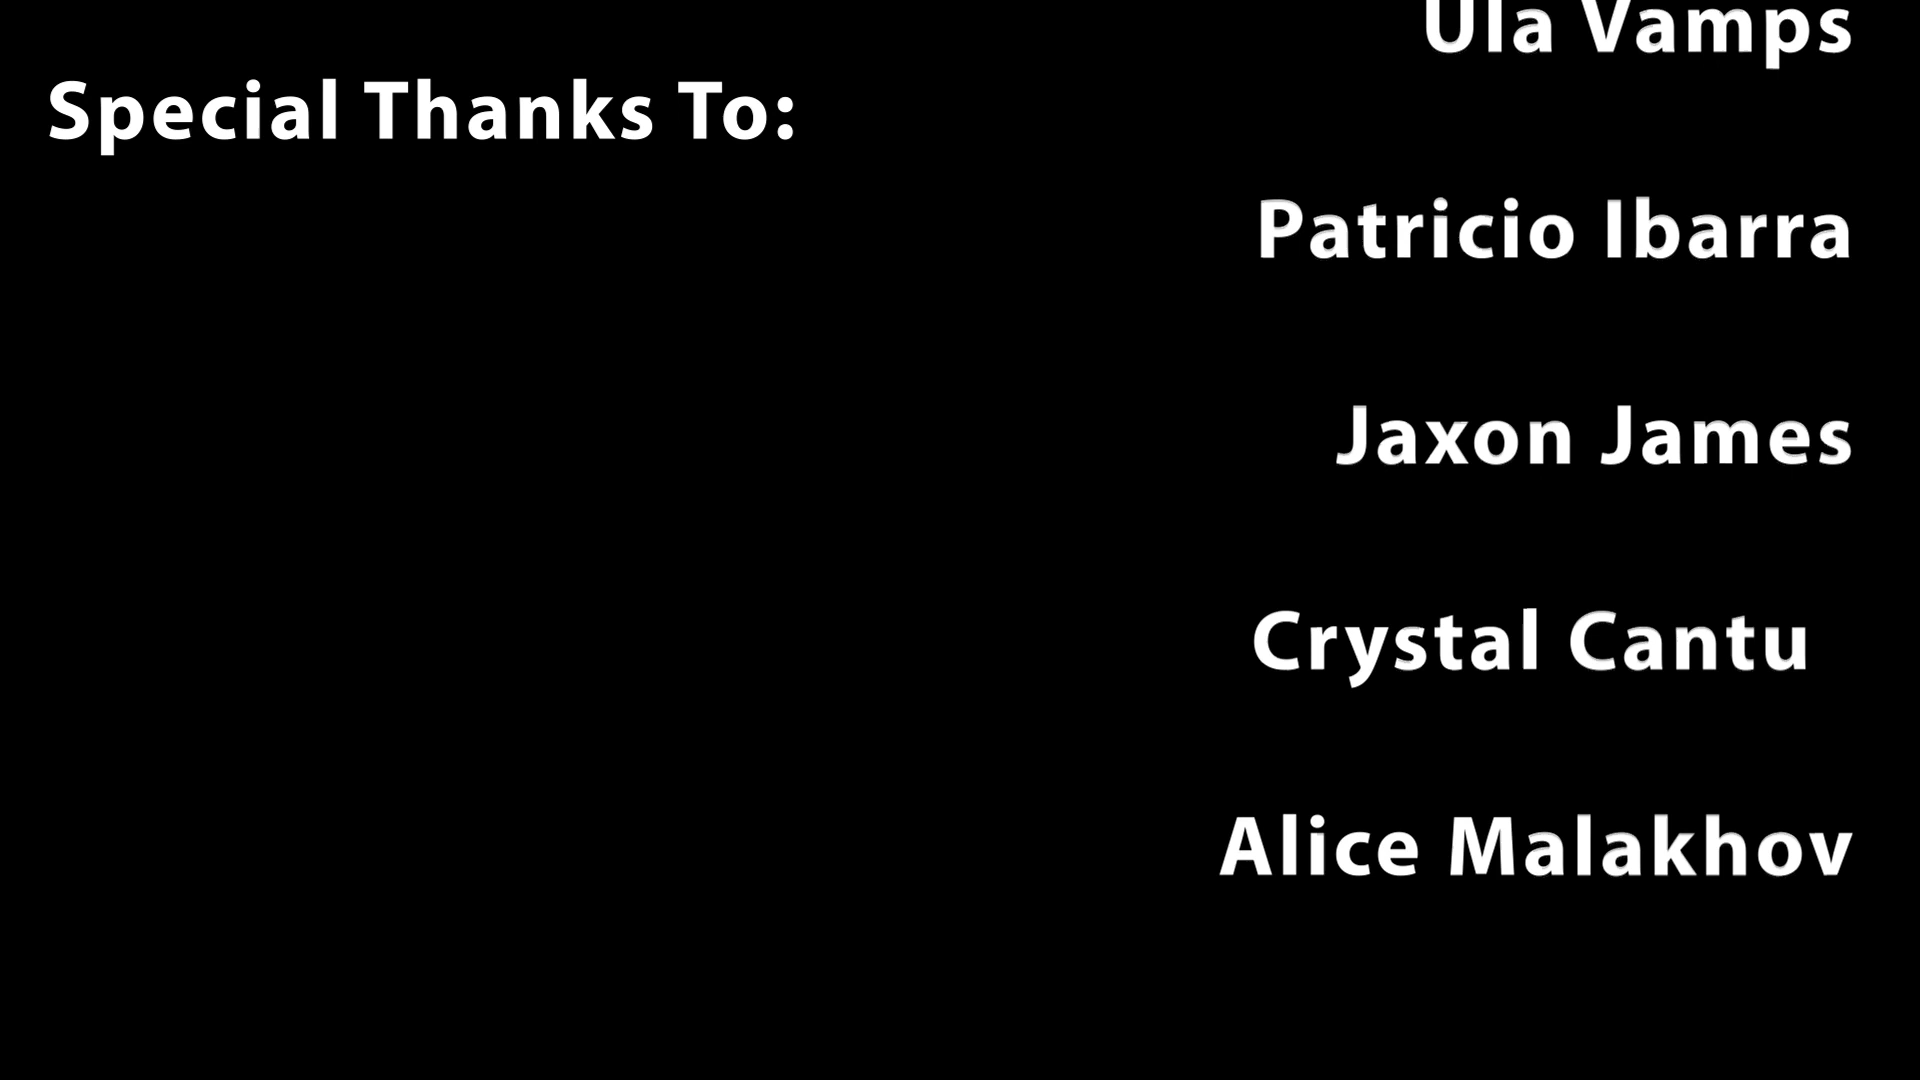 Ula Vamps
Special Thanks To:
Patricio Ibarra
Jaxon James
Crystal Cantu
Alice Malakhov